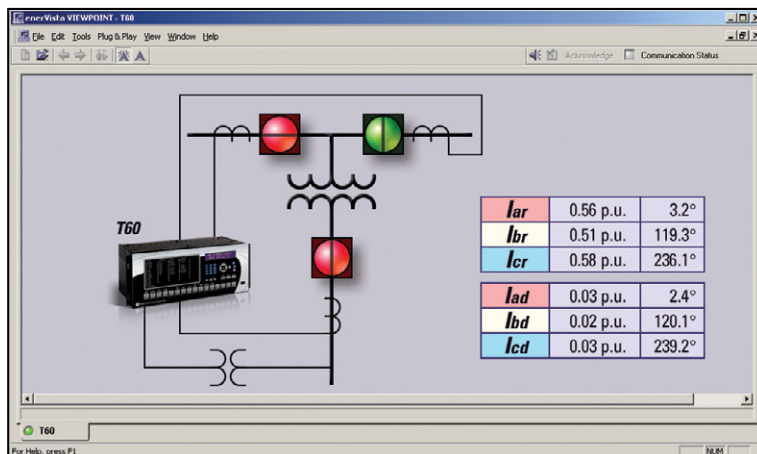 enerVista VIEWPOINT - T60
File Edit Tools Plug & Play View Window Help
Acknowledge Communication Status
T60
Iar 0.56 p.u. 3.2°
Ibr 0.51 p.u. 119.3°
Icr 0.58 p.u. 236.1°
Iad 0.03 p.u. 2.4°
Ibd 0.02 p.u. 120.1°
Icd 0.03 p.u. 239.2°
T60
For Help, press F1
NUM